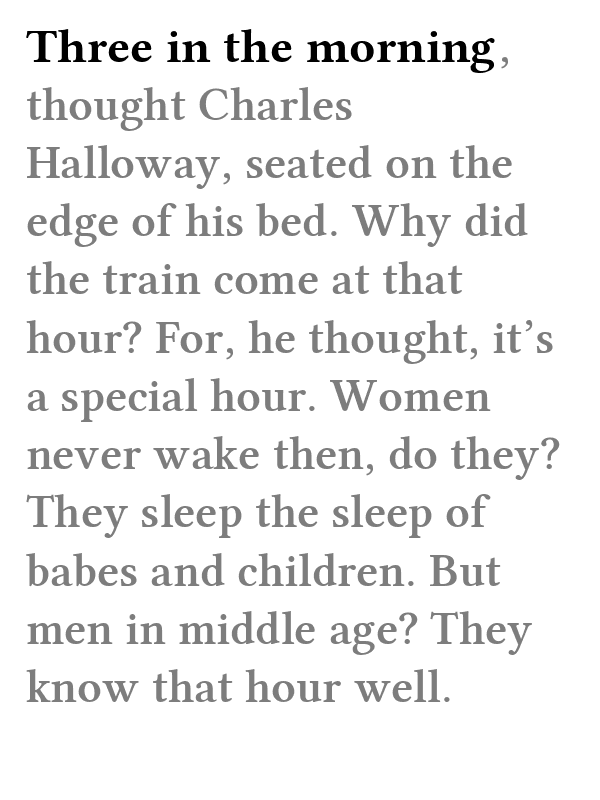 Three in the morning,
thought Charles
Halloway, seated on the
edge of his bed. Why did
the train come at that
hour? For, he thought, it’s
a special hour. Women
never wake then, do they?
They sleep the sleep of
babes and children. But
men in middle age? They
know that hour well.